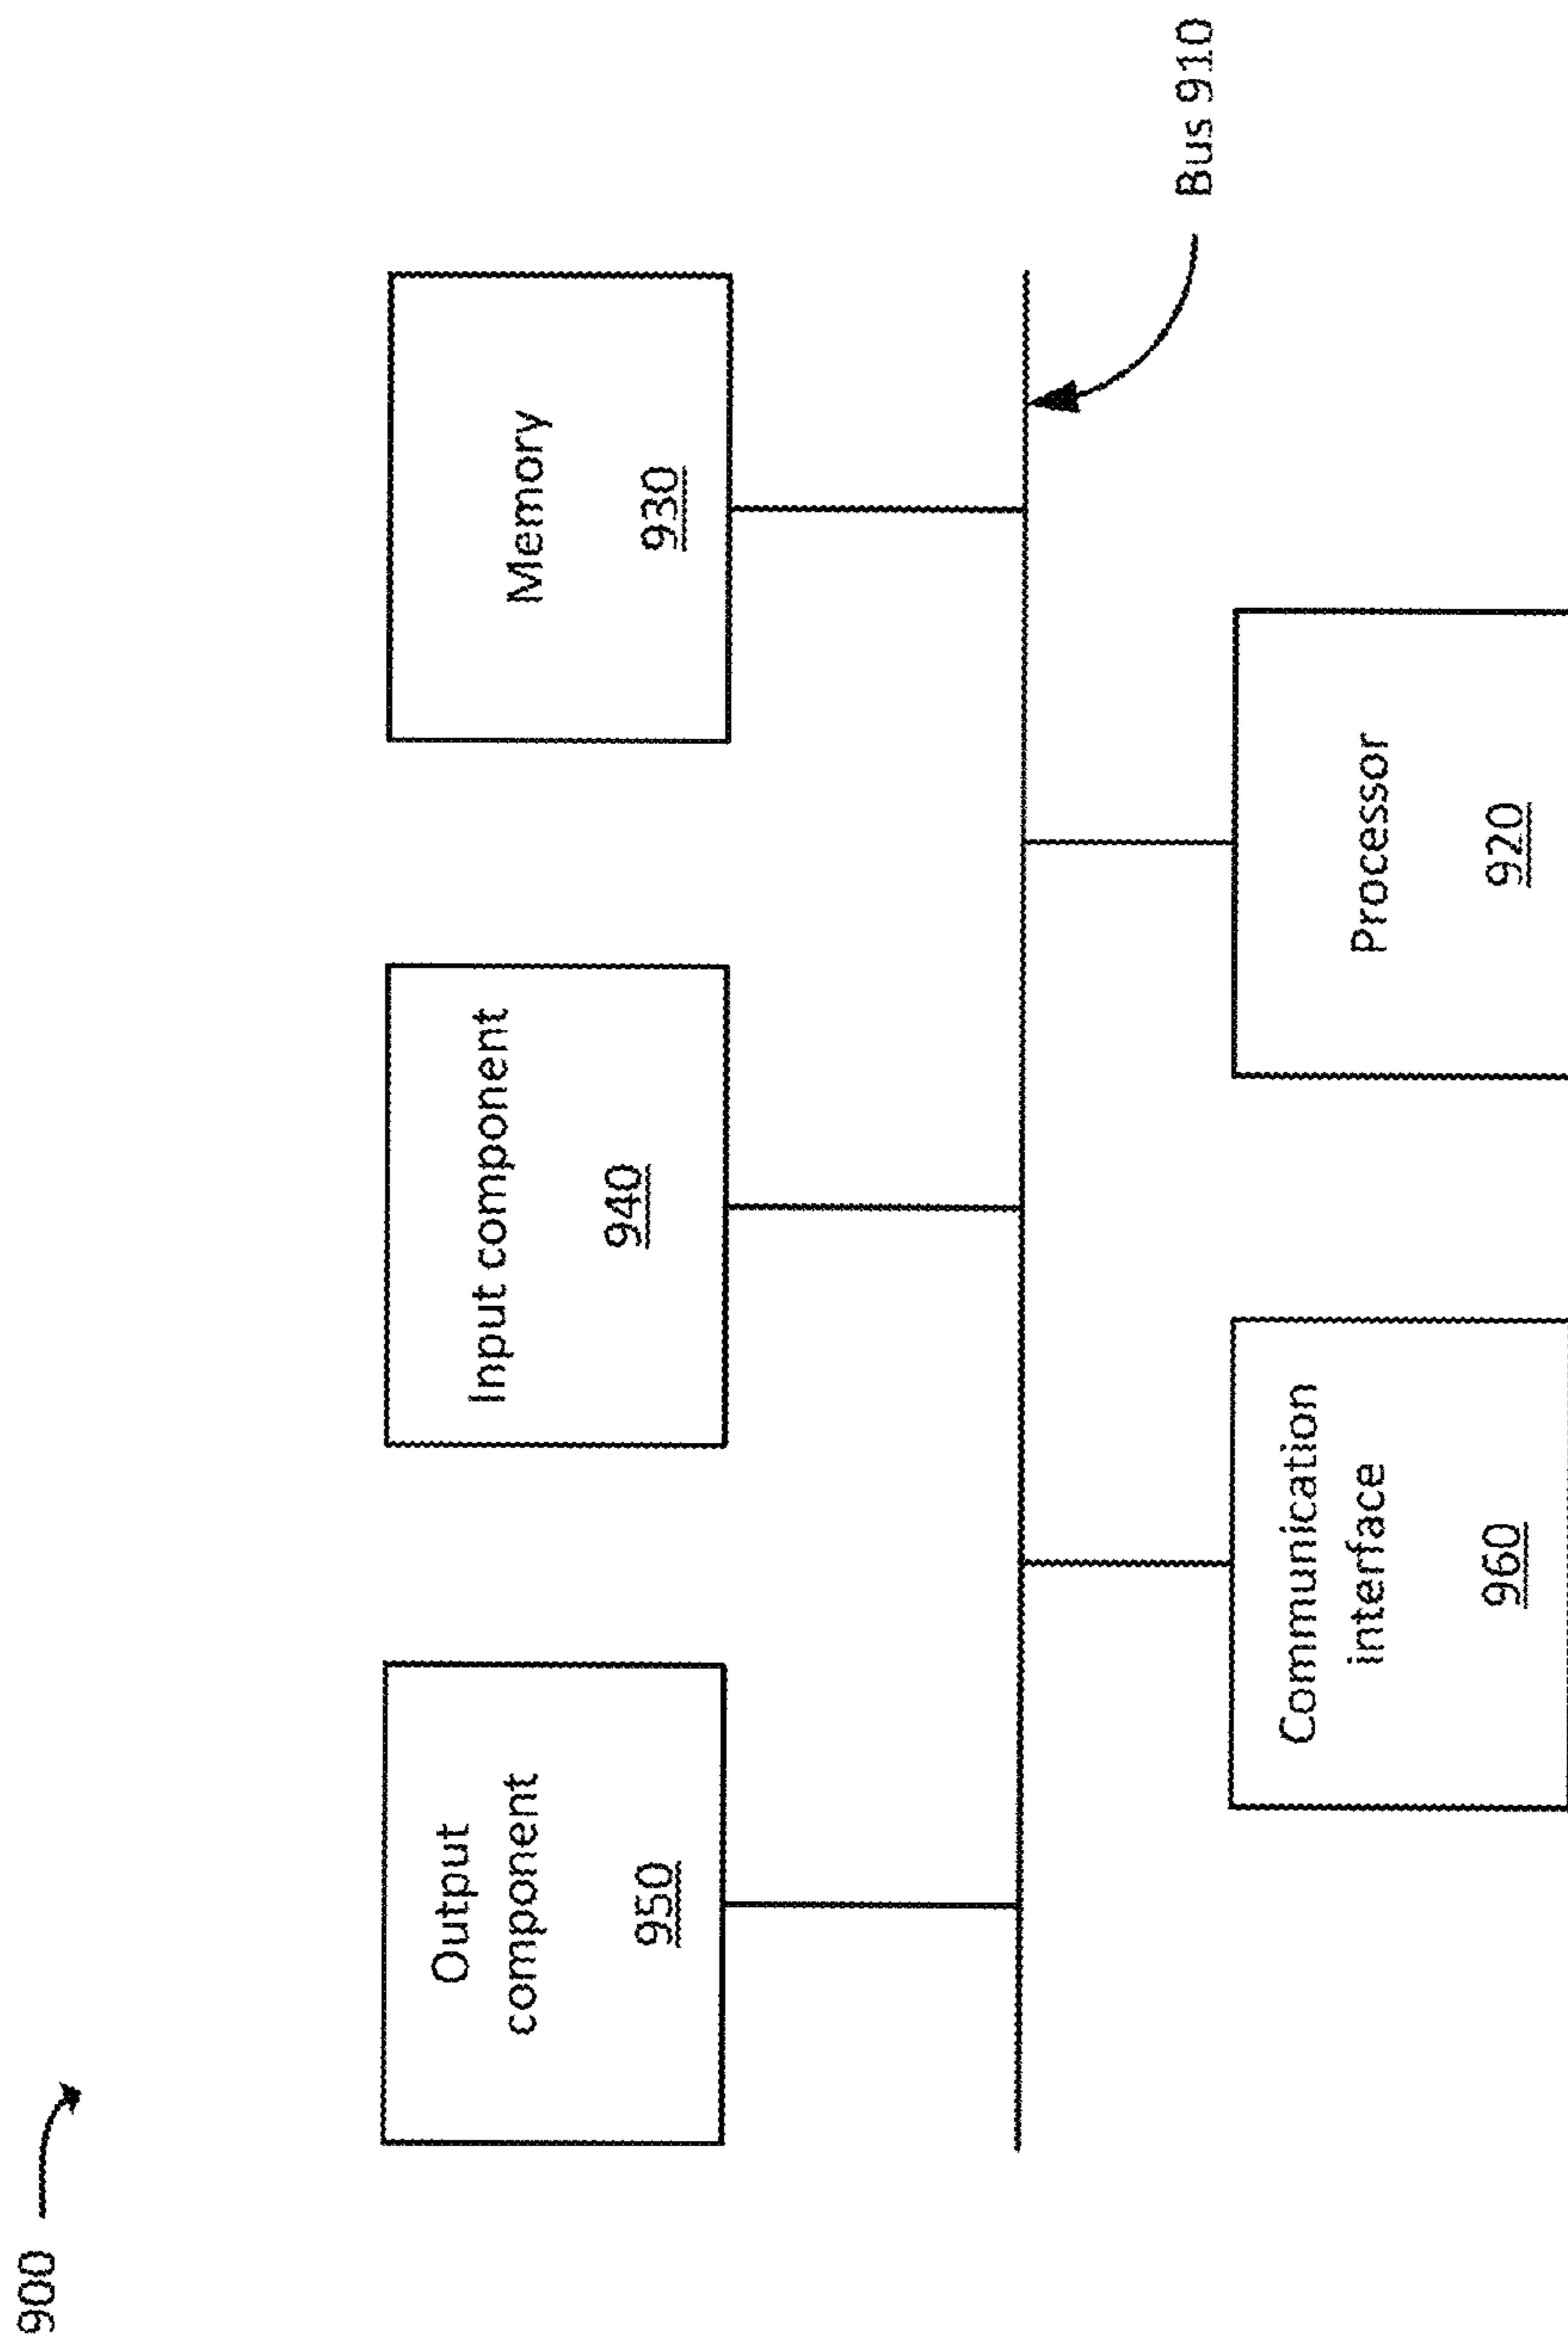 900
Output
component
950
Input component
940
Memory
930
Communication
interface
960
Processor
920
Bus 910